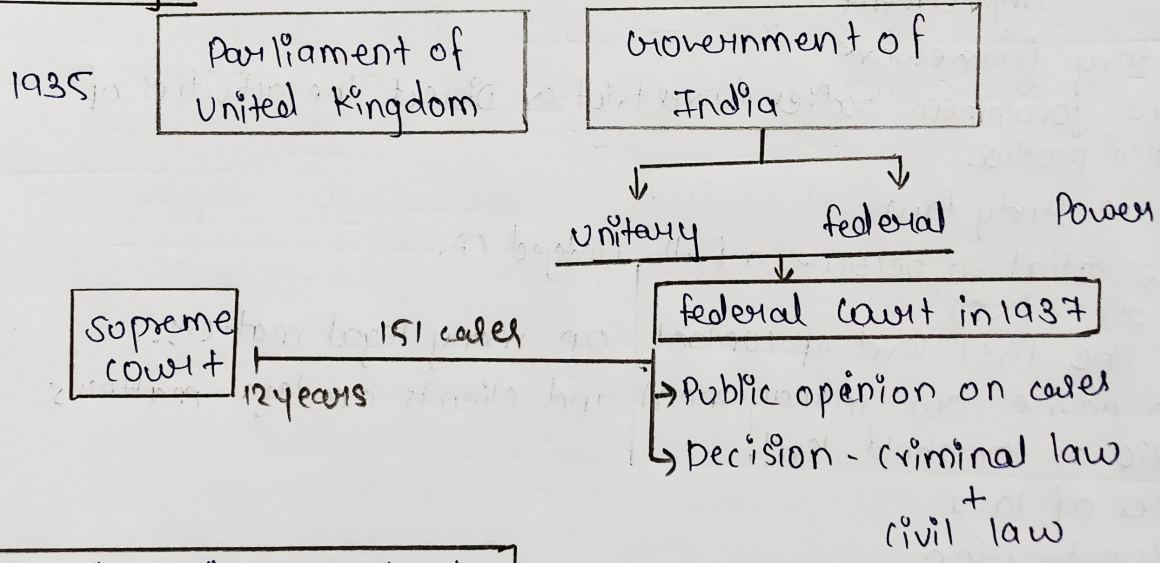 1935
Parliament of
United Kingdom
Government of
India
unitary
federal
Power
federal court in 1937
supreme
court
151 cases
12 years
Public openion on cases
Decision - criminal law
+
civil law